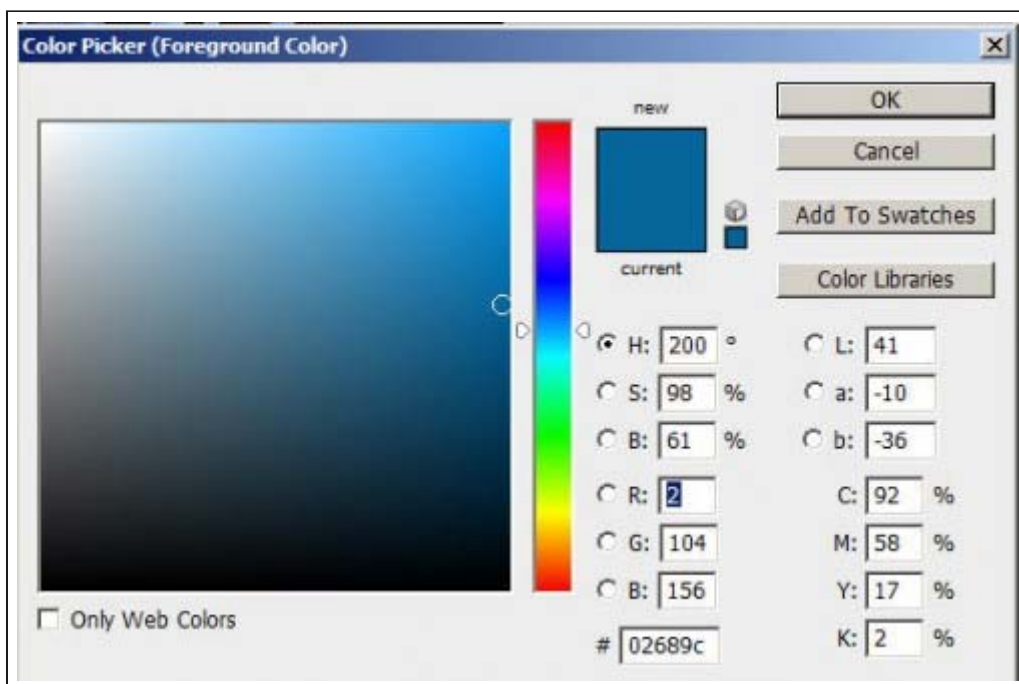 Color Picker (Foreground Color)
new
current
OK
Cancel
Add To Swatches
Color Libraries
H: 200 °
S: 98 %
B: 61 %
R: 2
G: 104
B: 156
# 02689c
L: 41
a: -10
b: -36
C: 92 %
M: 58 %
Y: 17 %
K: 2 %
Only Web Colors